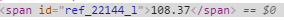 <span id="ref_22144_l">108.37</span> == $0